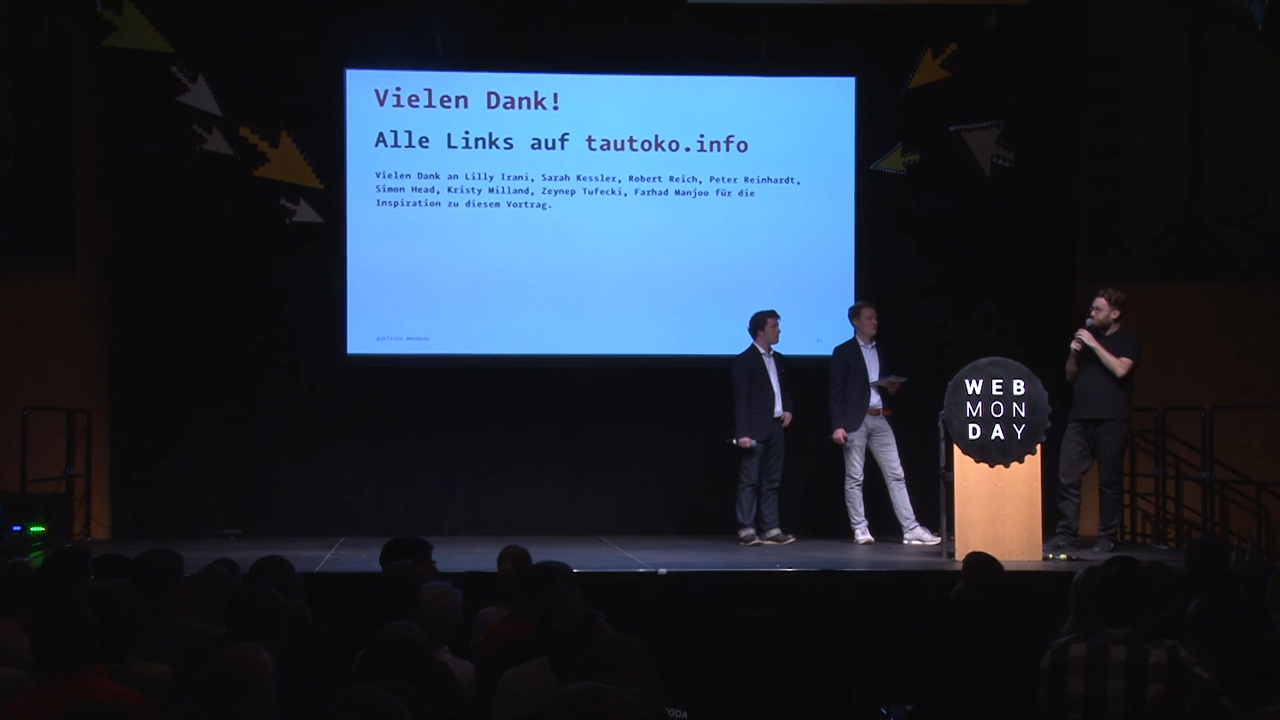 Vielen Dank!
Alle Links auf tautoko.info
Vielen Dank an Lilly Irani, Sarah Kessler, Robert Reich, Peter Reinhardt,
Simon Head, Kristy Milland, Zeynep Tufecki, Farhad Manjoo für die
Inspiration zu diesem Vortrag.
WEB
MON
DAY